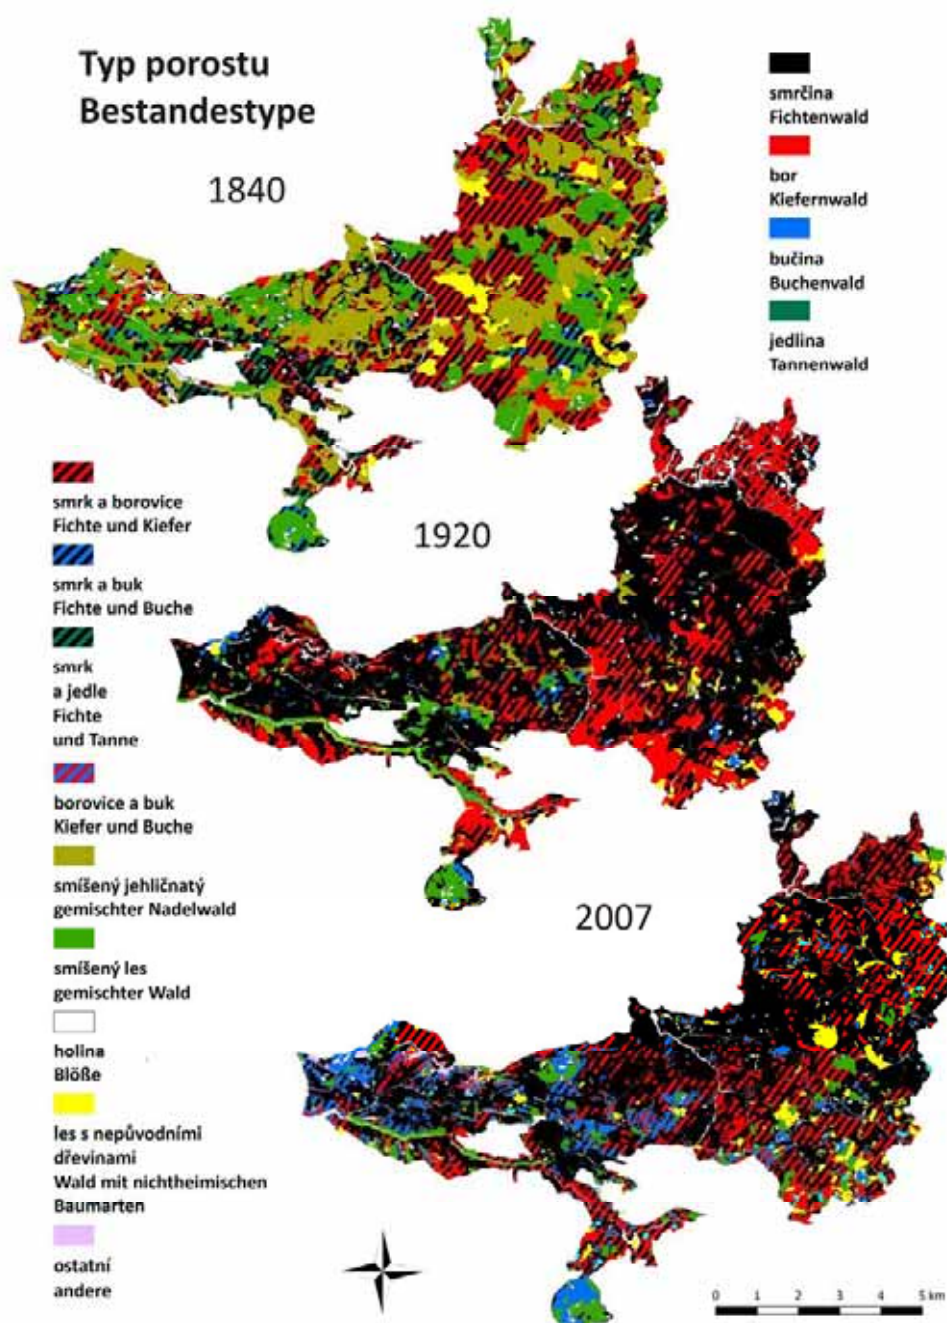 Typ porostu
Bestandestype
1840
smrčina
Fichtenwald
bor
Kiefernwald
bučina
Buchenvald
jedlina
Tannenwald
smrk a borovice
Fichte und Kiefer
smrk a buk
Fichte und Buche
smrk
a jedle
Fichte
und Tanne
borovice a buk
Kiefer und Buche
smíšený jehličnatý
gemischter Nadelwald
smíšený les
gemischter Wald
holina
Blöße
les s nepůvodními
dřevinami
Wald mit nichtheimischen
Baumarten
ostatní
andere
1920
2007
0 1 2 3 4 5 km